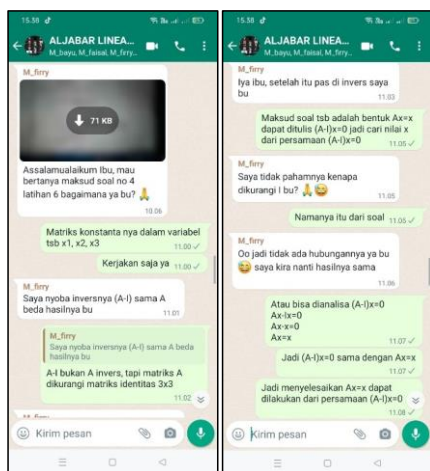 15.38
ALJABAR LINEA...
M_bayu, M_faisal, M_firry..
M_firry
71 KB
Assalamualaikum Ibu, mau
bertanya maksud soal no 4
latihan 6 bagaimana ya bu?
10.06
Matriks konstanta nya dalam variabel
tsb x1, x2, x3
11.00
Kerjakan saja ya 11.00
M_firry
Saya nyoba inversnya (A-I) sama A
beda hasilnya bu
11.01
M_firry
Saya nyoba inversnya (A-I) sama A beda
hasilnya bu
A-I bukan A invers, tapi matriks A
dikurangi matriks identitas 3x3
11.02
M_firry
Kirim pesan
15.38
ALJABAR LINEA...
M_bayu, M_faisal, M_firry..
M_firry
Iya ibu, setelah itu pas di invers saya
bu
11.03
Maksud soal tsb adalah bentuk Ax=x
dapat ditulis (A-I)x=0 jadi cari nilai x
dari persamaan (A-I)x=0
11.05
M_firry
Saya tidak pahamnya kenapa
dikurangi I bu?
11.05
Namanya itu dari soal 11.05
M_firry
Oo jadi tidak ada hubungannya ya bu
saya kira nanti hasilnya sama
11.06
Atau bisa dianalisa (A-I)x=0
Ax-Ix=0
Ax-x=0
Ax=x
11.07
Jadi (A-I)x=0 sama dengan Ax=x
11.07
Jadi menyelesaikan Ax=x dapat
dilakukan dari persamaan (A-I)x=0
11.08
Kirim pesan